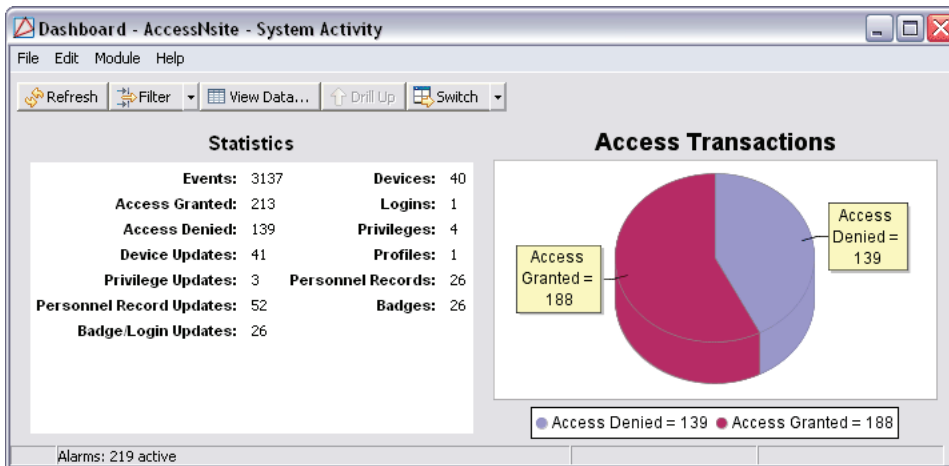 Dashboard - AccessNsite - System Activity
File Edit Module Help
Refresh Filter View Data... Drill Up Switch
Statistics
Events: 3137 Devices: 40
Access Granted: 213 Logins: 1
Access Denied: 139 Privileges: 4
Device Updates: 41 Profiles: 1
Privilege Updates: 3 Personnel Records: 26
Personnel Record Updates: 52 Badges: 26
Badge/Login Updates: 26
Access Transactions
Access
Denied =
139
Access
Granted =
188
Access Denied = 139 Access Granted = 188
Alarms: 219 active